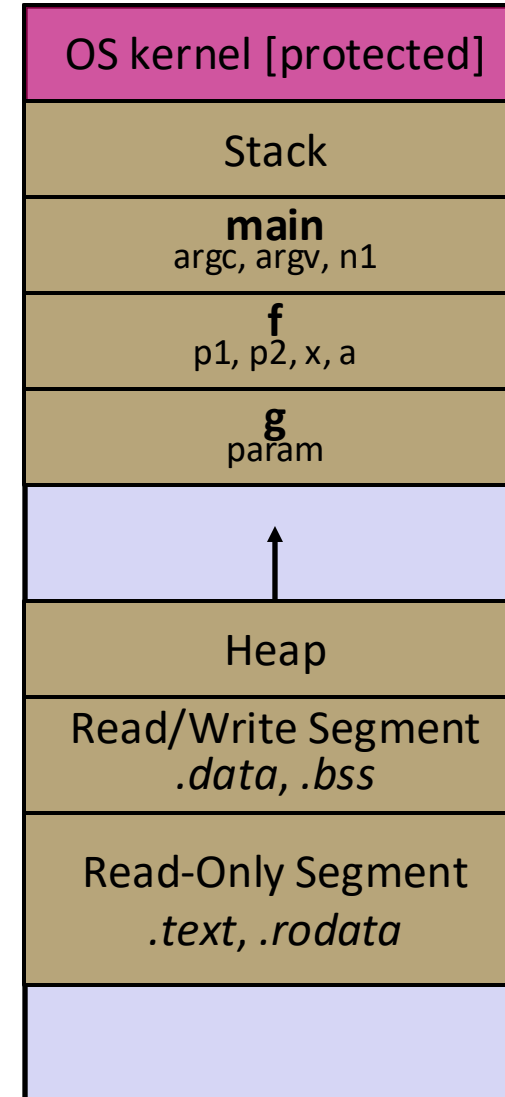 OS kernel [protected]
Stack
main
argc, argv, n1
f
p1, p2, x, a
g
param
Heap
Read/Write Segment
.data, .bss
Read-Only Segment
.text, .rodata